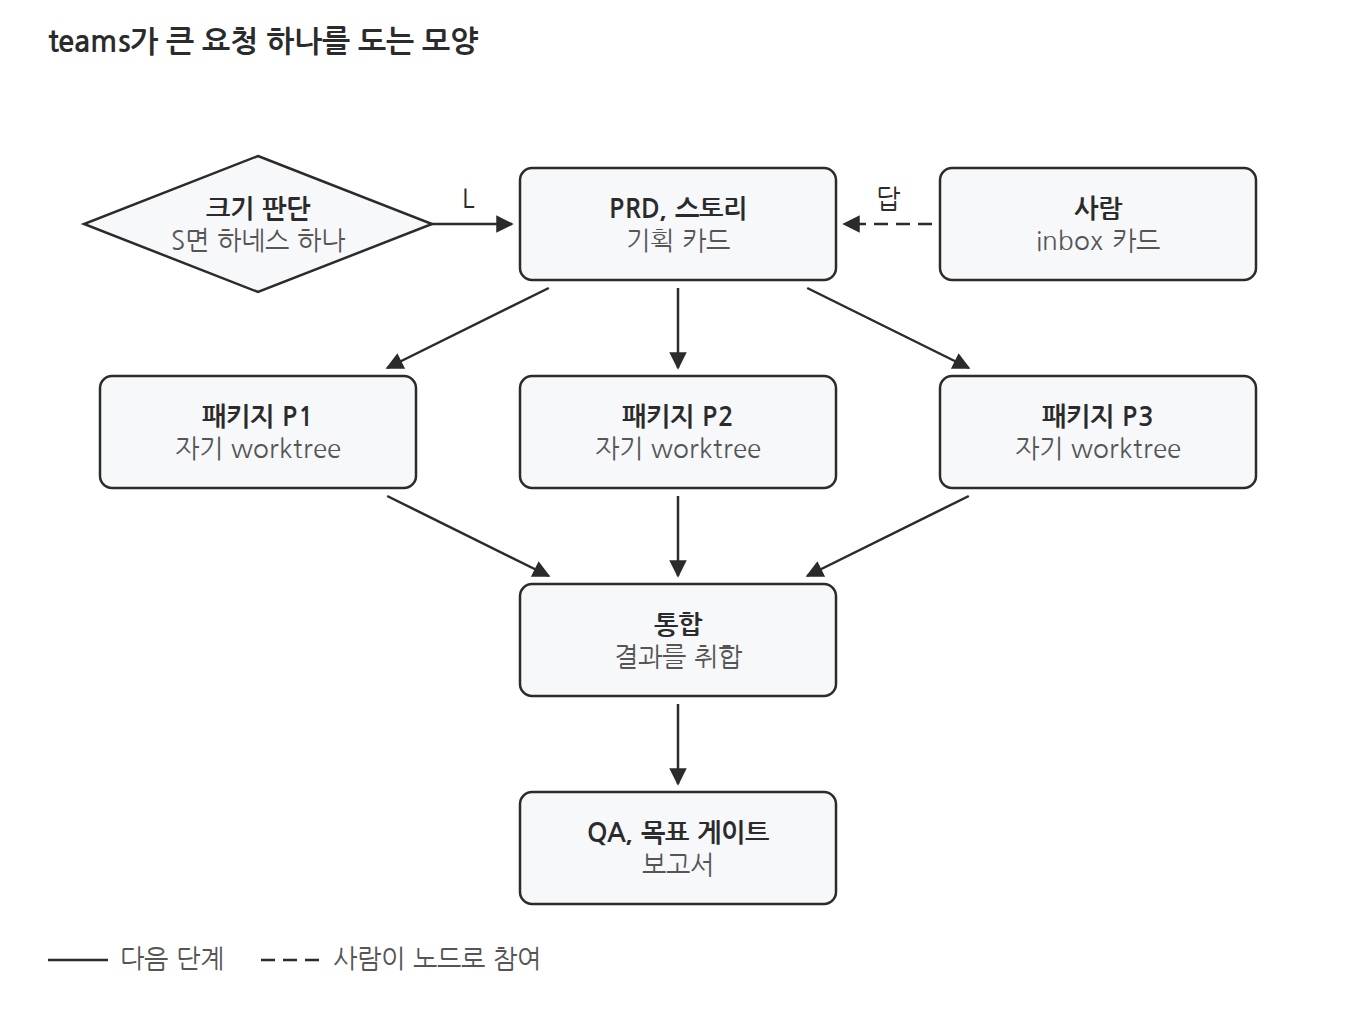 teams가 큰 요청 하나를 도는 모양
크기 판단
S면 하네스 하나
L
PRD, 스토리
기획 카드
답
사람
inbox 카드
패키지 P1
자기 worktree
패키지 P2
자기 worktree
패키지 P3
자기 worktree
통합
결과를 취합
QA, 목표 게이트
보고서
다음 단계
사람이 노드로 참여